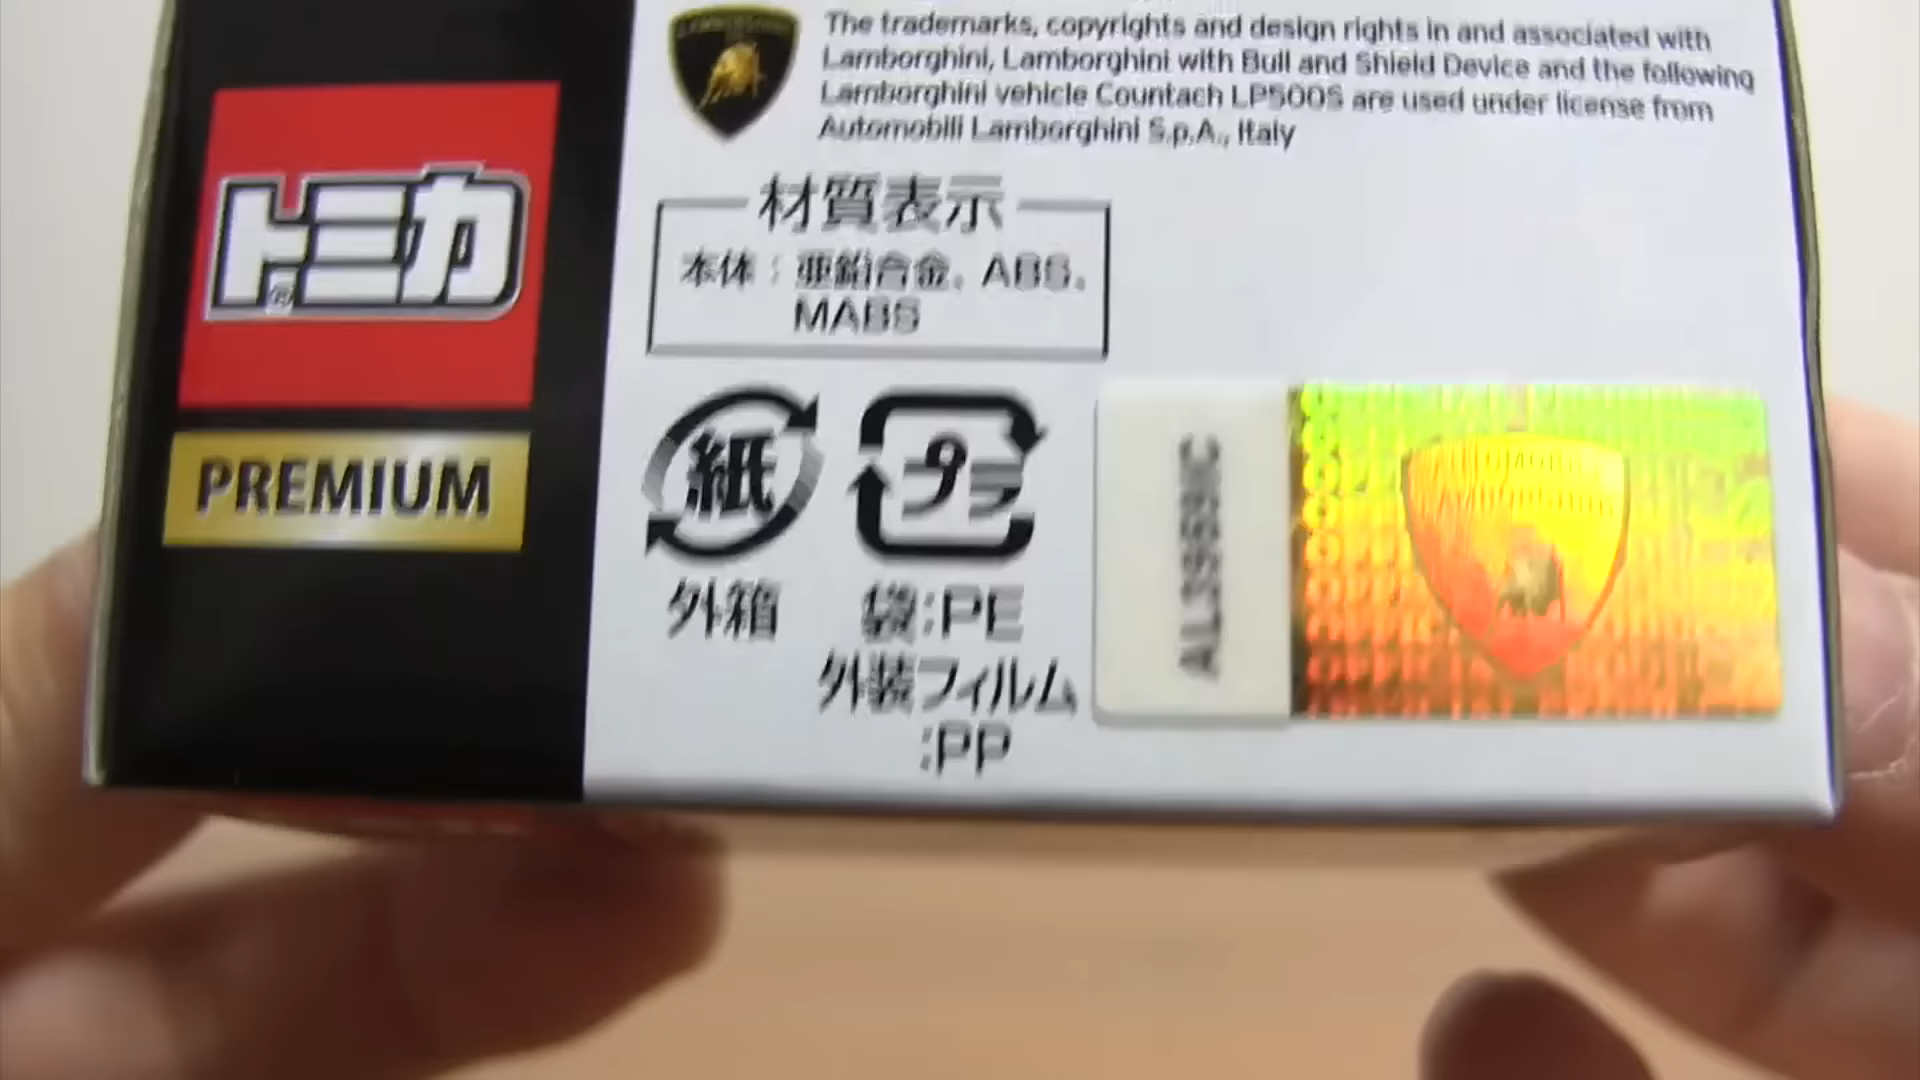 トミカ
PREMIUM
LAMBORGHINI
The trademarks, copyrights and design rights in and associated with
Lamborghini, Lamborghini with Bull and Shield Device and the following
Lamborghini vehicle Countach LP500S are used under license from
Automobili Lamborghini S.p.A., Italy
材質表示
本体：亜鉛合金、ABS、
MABS
紙
外箱
プラ
袋:PE
外装フィルム
:PP